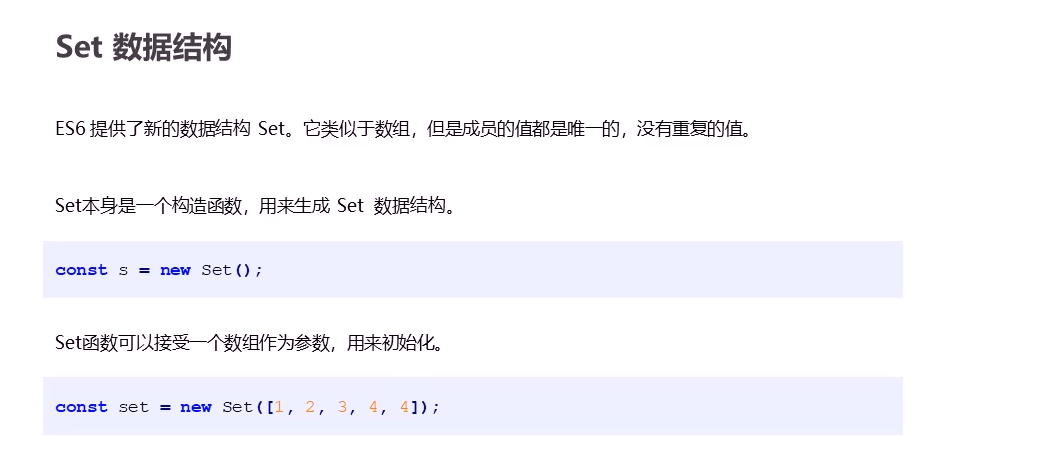 Set 数据结构
ES6 提供了新的数据结构 Set。它类似于数组，但是成员的值都是唯一的，没有重复的值。
Set本身是一个构造函数，用来生成 Set 数据结构。
const s = new Set();
Set函数可以接受一个数组作为参数，用来初始化。
const set = new Set([1, 2, 3, 4, 4]);